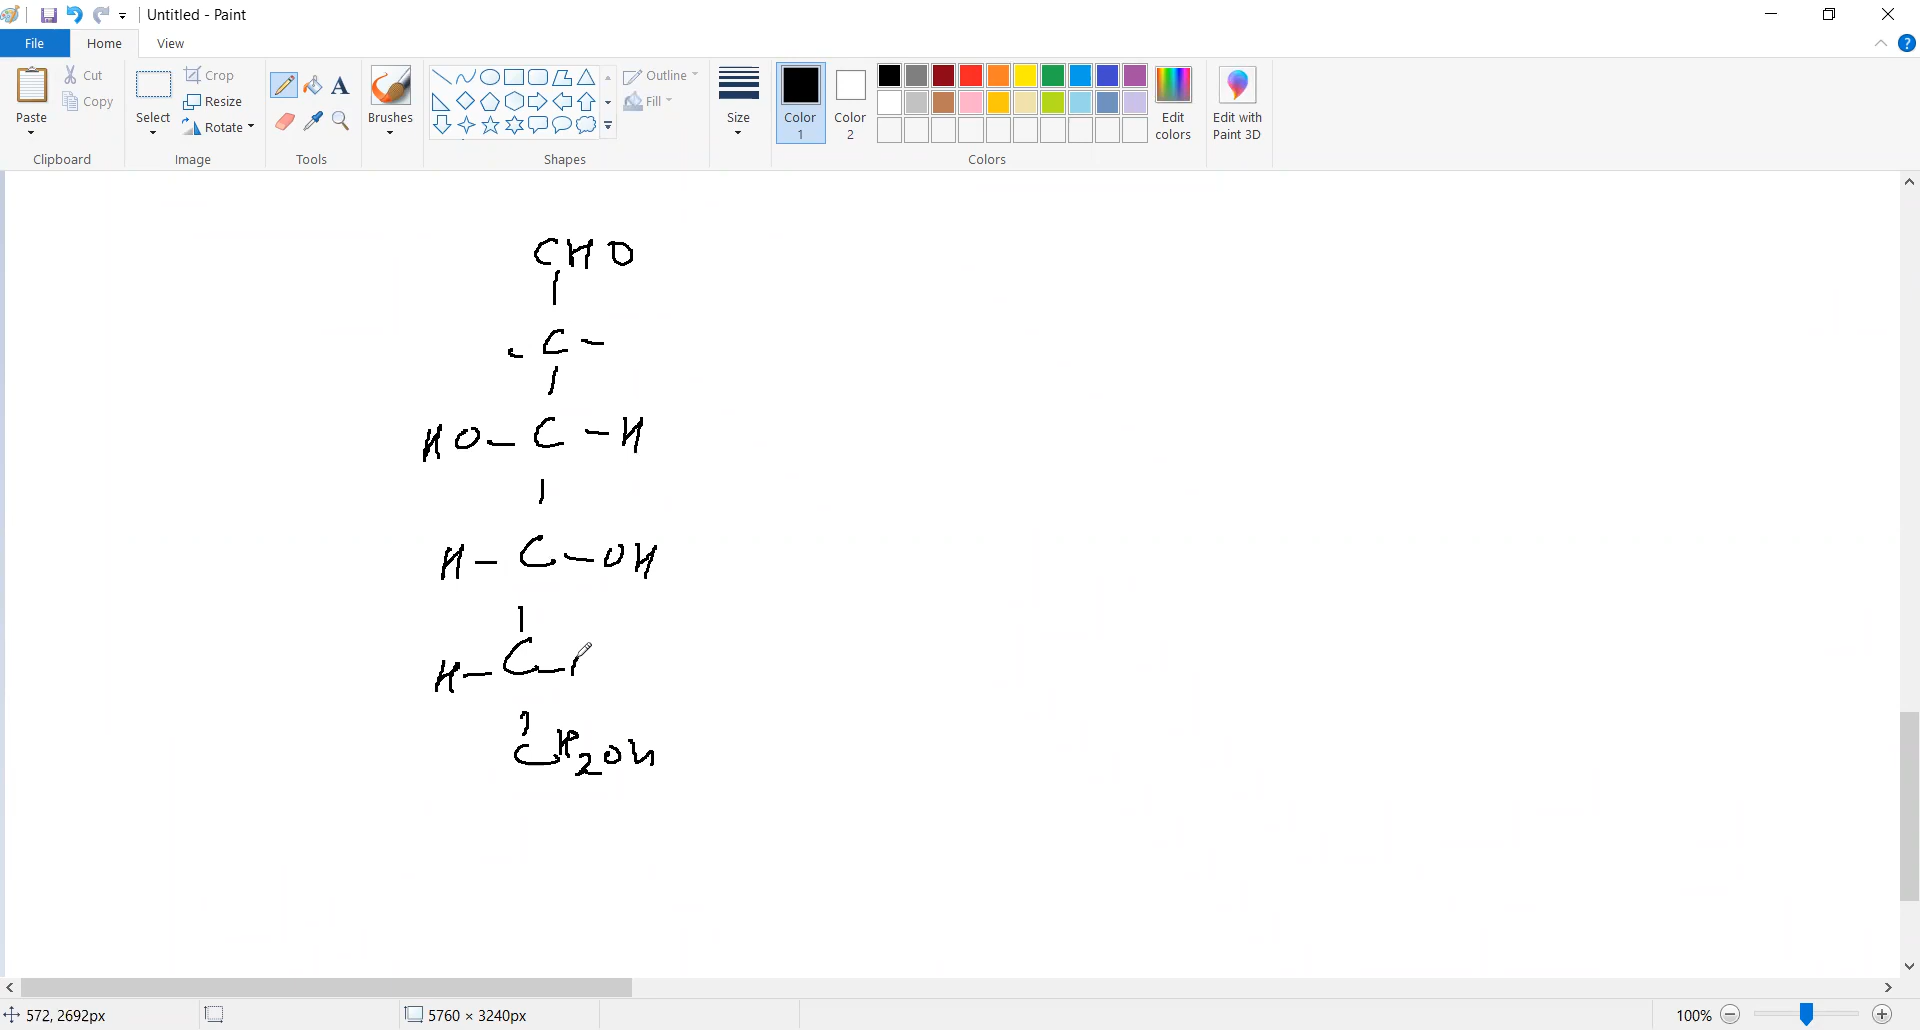 Untitled - Paint
File Home View
Paste
Cut
Copy
Clipboard
Select
Crop
Resize
Rotate
Image
Tools
Brushes
Shapes
Outline
Fill
Size
Color 1
Color 2
Colors
Edit colors
Edit with Paint 3D
CHO
C
HO-C-H
H-C-OH
H-C-
CH2OH
572, 2692px
5760 × 3240px
100%